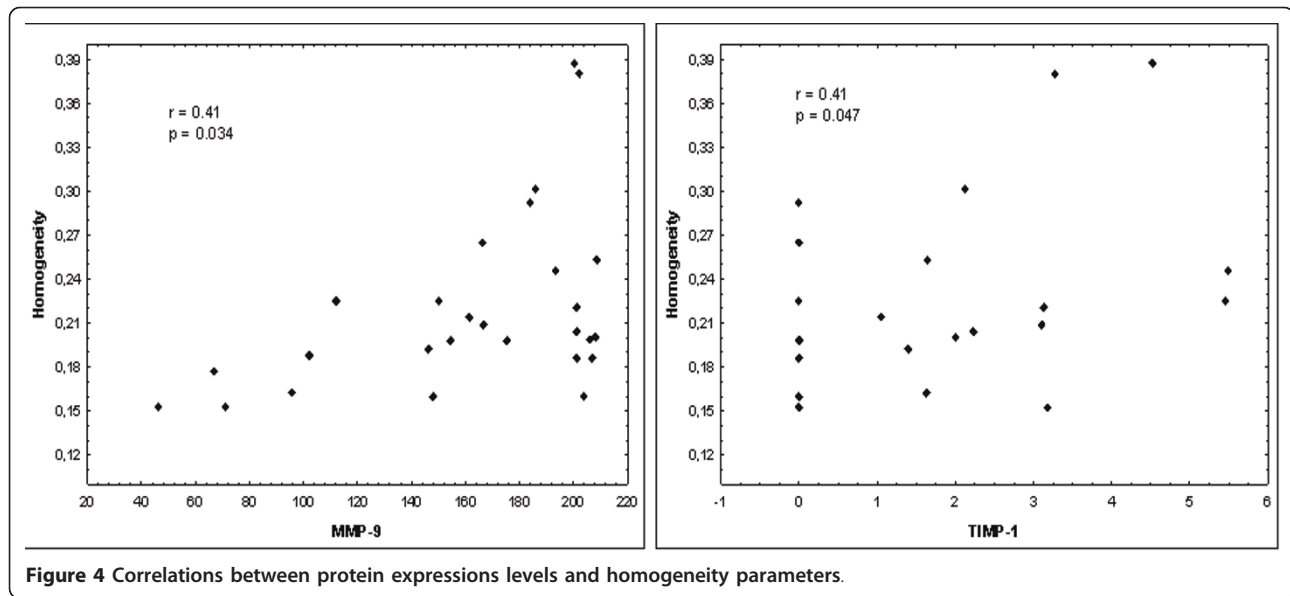 0,39
0,36
0,33
0,30
0,27
0,24
0,21
0,18
0,15
0,12
Homogeneity
r = 0.41
p = 0.034
20 40 60 80 100 120 140 160 180 200 220
MMP-9
0,39
0,36
0,33
0,30
0,27
0,24
0,21
0,18
0,15
0,12
Homogeneity
r = 0.41
p = 0.047
-1 0 1 2 3 4 5 6
TIMP-1
Figure 4 Correlations between protein expressions levels and homogeneity parameters.